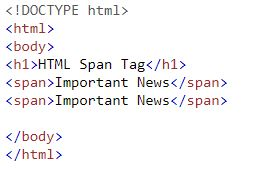 <!DOCTYPE html>
<html>
<body>
<h1>HTML Span Tag</h1>
<span>Important News</span>
<span>Important News</span>

</body>
</html>